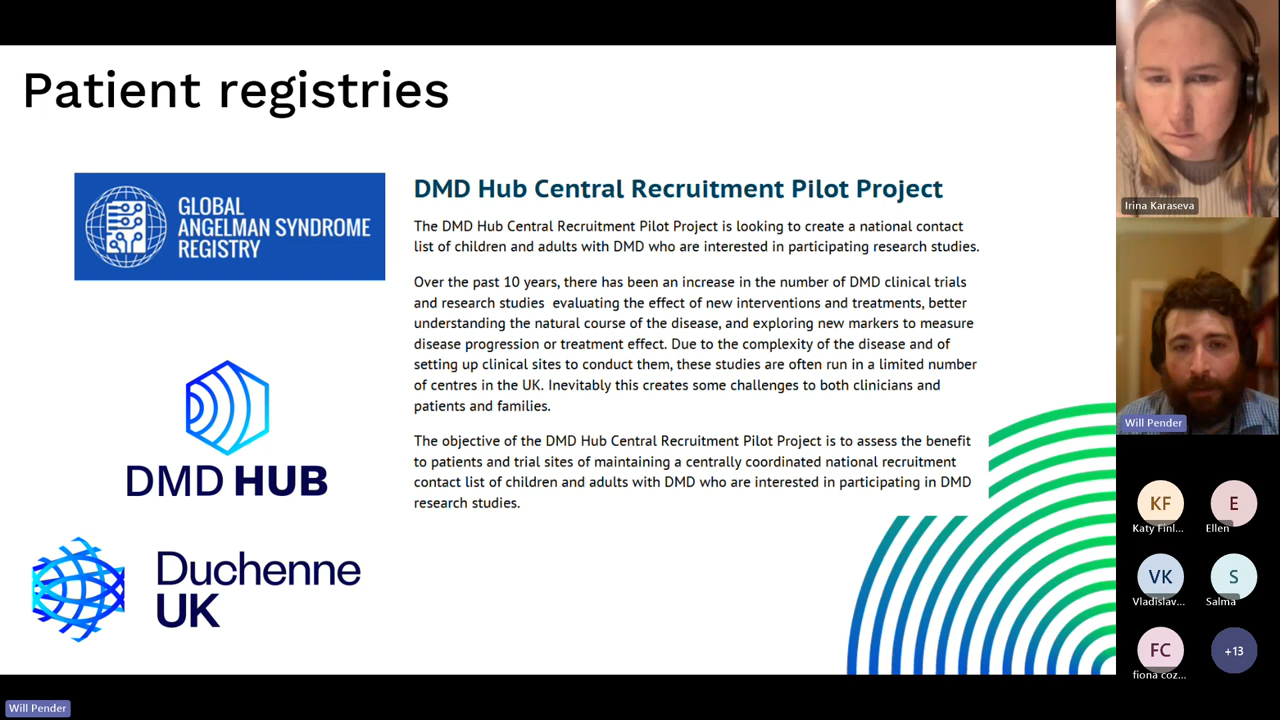 Patient registries
GLOBAL
ANGELMAN SYNDROME
REGISTRY
DMD HUB
Duchenne
UK
DMD Hub Central Recruitment Pilot Project
The DMD Hub Central Recruitment Pilot Project is looking to create a national contact
list of children and adults with DMD who are interested in participating research studies.
Over the past 10 years, there has been an increase in the number of DMD clinical trials
and research studies evaluating the effect of new interventions and treatments, better
understanding the natural course of the disease, and exploring new markers to measure
disease progression or treatment effect. Due to the complexity of the disease and of
setting up clinical sites to conduct them, these studies are often run in a limited number
of centres in the UK. Inevitably this creates some challenges to both clinicians and
patients and families.
The objective of the DMD Hub Central Recruitment Pilot Project is to assess the benefit
to patients and trial sites of maintaining a centrally coordinated national recruitment
contact list of children and adults with DMD who are interested in participating in DMD
research studies.
Irina Karaseva
Will Pender
KF
Katy Finl...
E
Ellen
VK
Vladislav...
S
Salma
FC
fiona coz...
+13
Will Pender